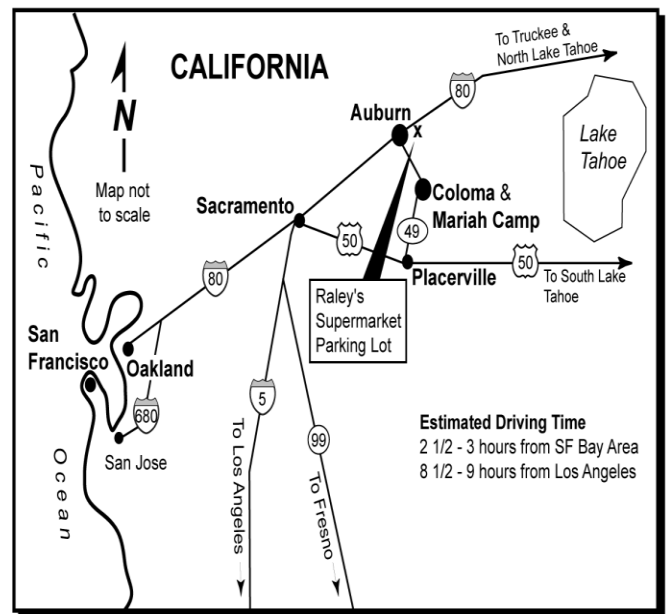 To Truckee &
North Lake Tahoe
CALIFORNIA
80
N
Auburn
x
Lake
Tahoe
Map not
to scale
Pacific
Coloma &
Mariah Camp
Sacramento
49
50
Placerville
50
To South Lake
Tahoe
80
Raley's
Supermarket
Parking Lot
San
Francisco
Oakland
5
680
99
Estimated Driving Time
2 1/2 - 3 hours from SF Bay Area
8 1/2 - 9 hours from Los Angeles
San Jose
Ocean
To Los Angeles
To Fresno